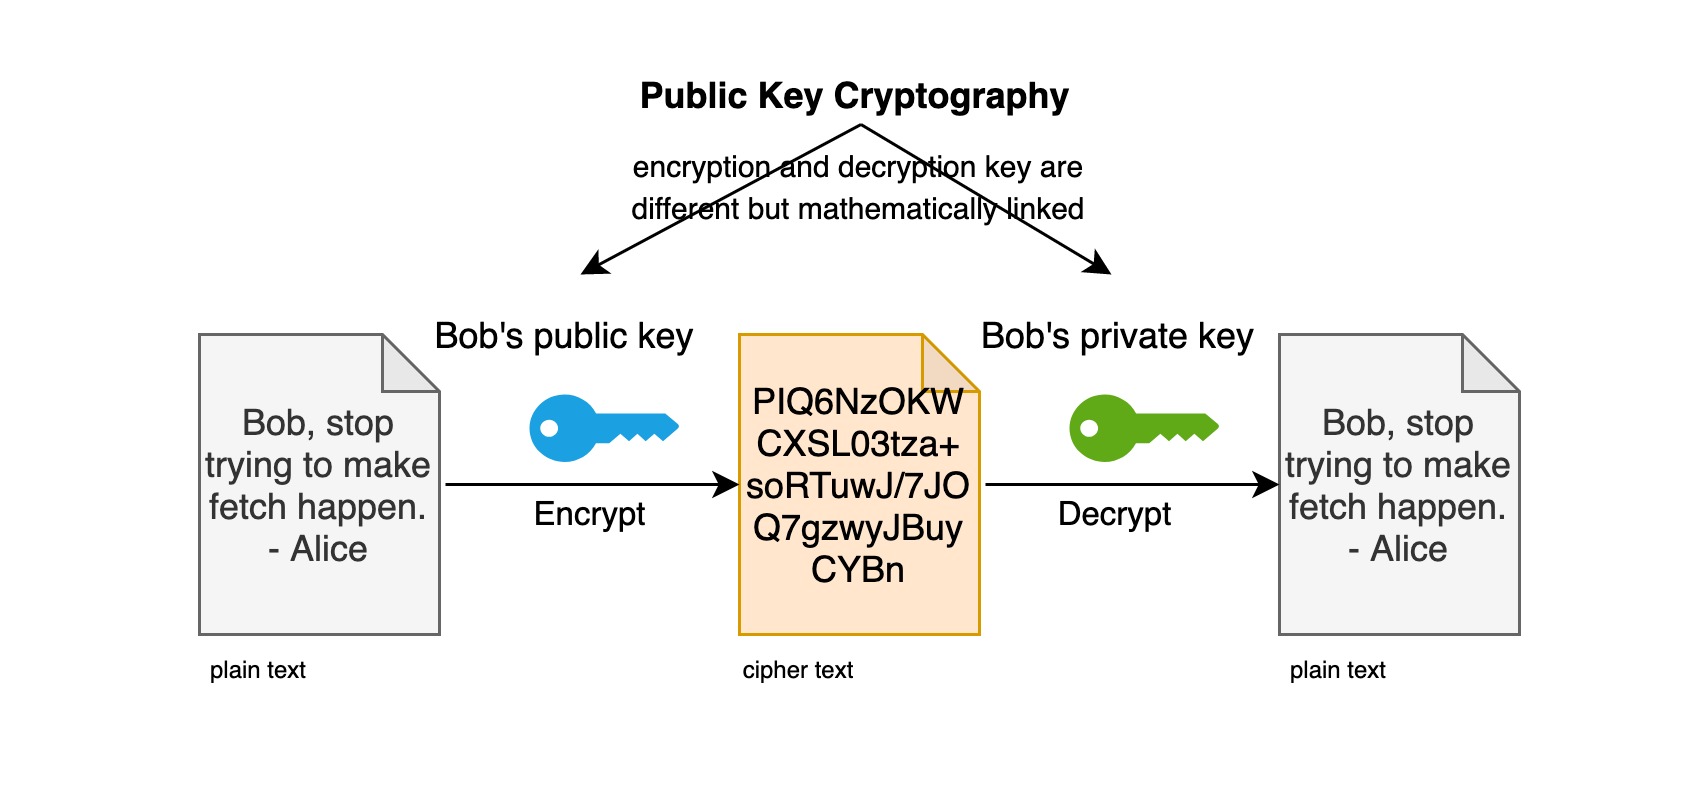 Public Key Cryptography
encryption and decryption key are
different but mathematically linked
Bob's public key
Bob's private key
Bob, stop
trying to make
fetch happen.
- Alice
Encrypt
PIQ6NzOKW
CXSL03tza+
soRTuwJ/7JO
Q7gzwyJBuy
CYBn
Decrypt
Bob, stop
trying to make
fetch happen.
- Alice
plain text
cipher text
plain text